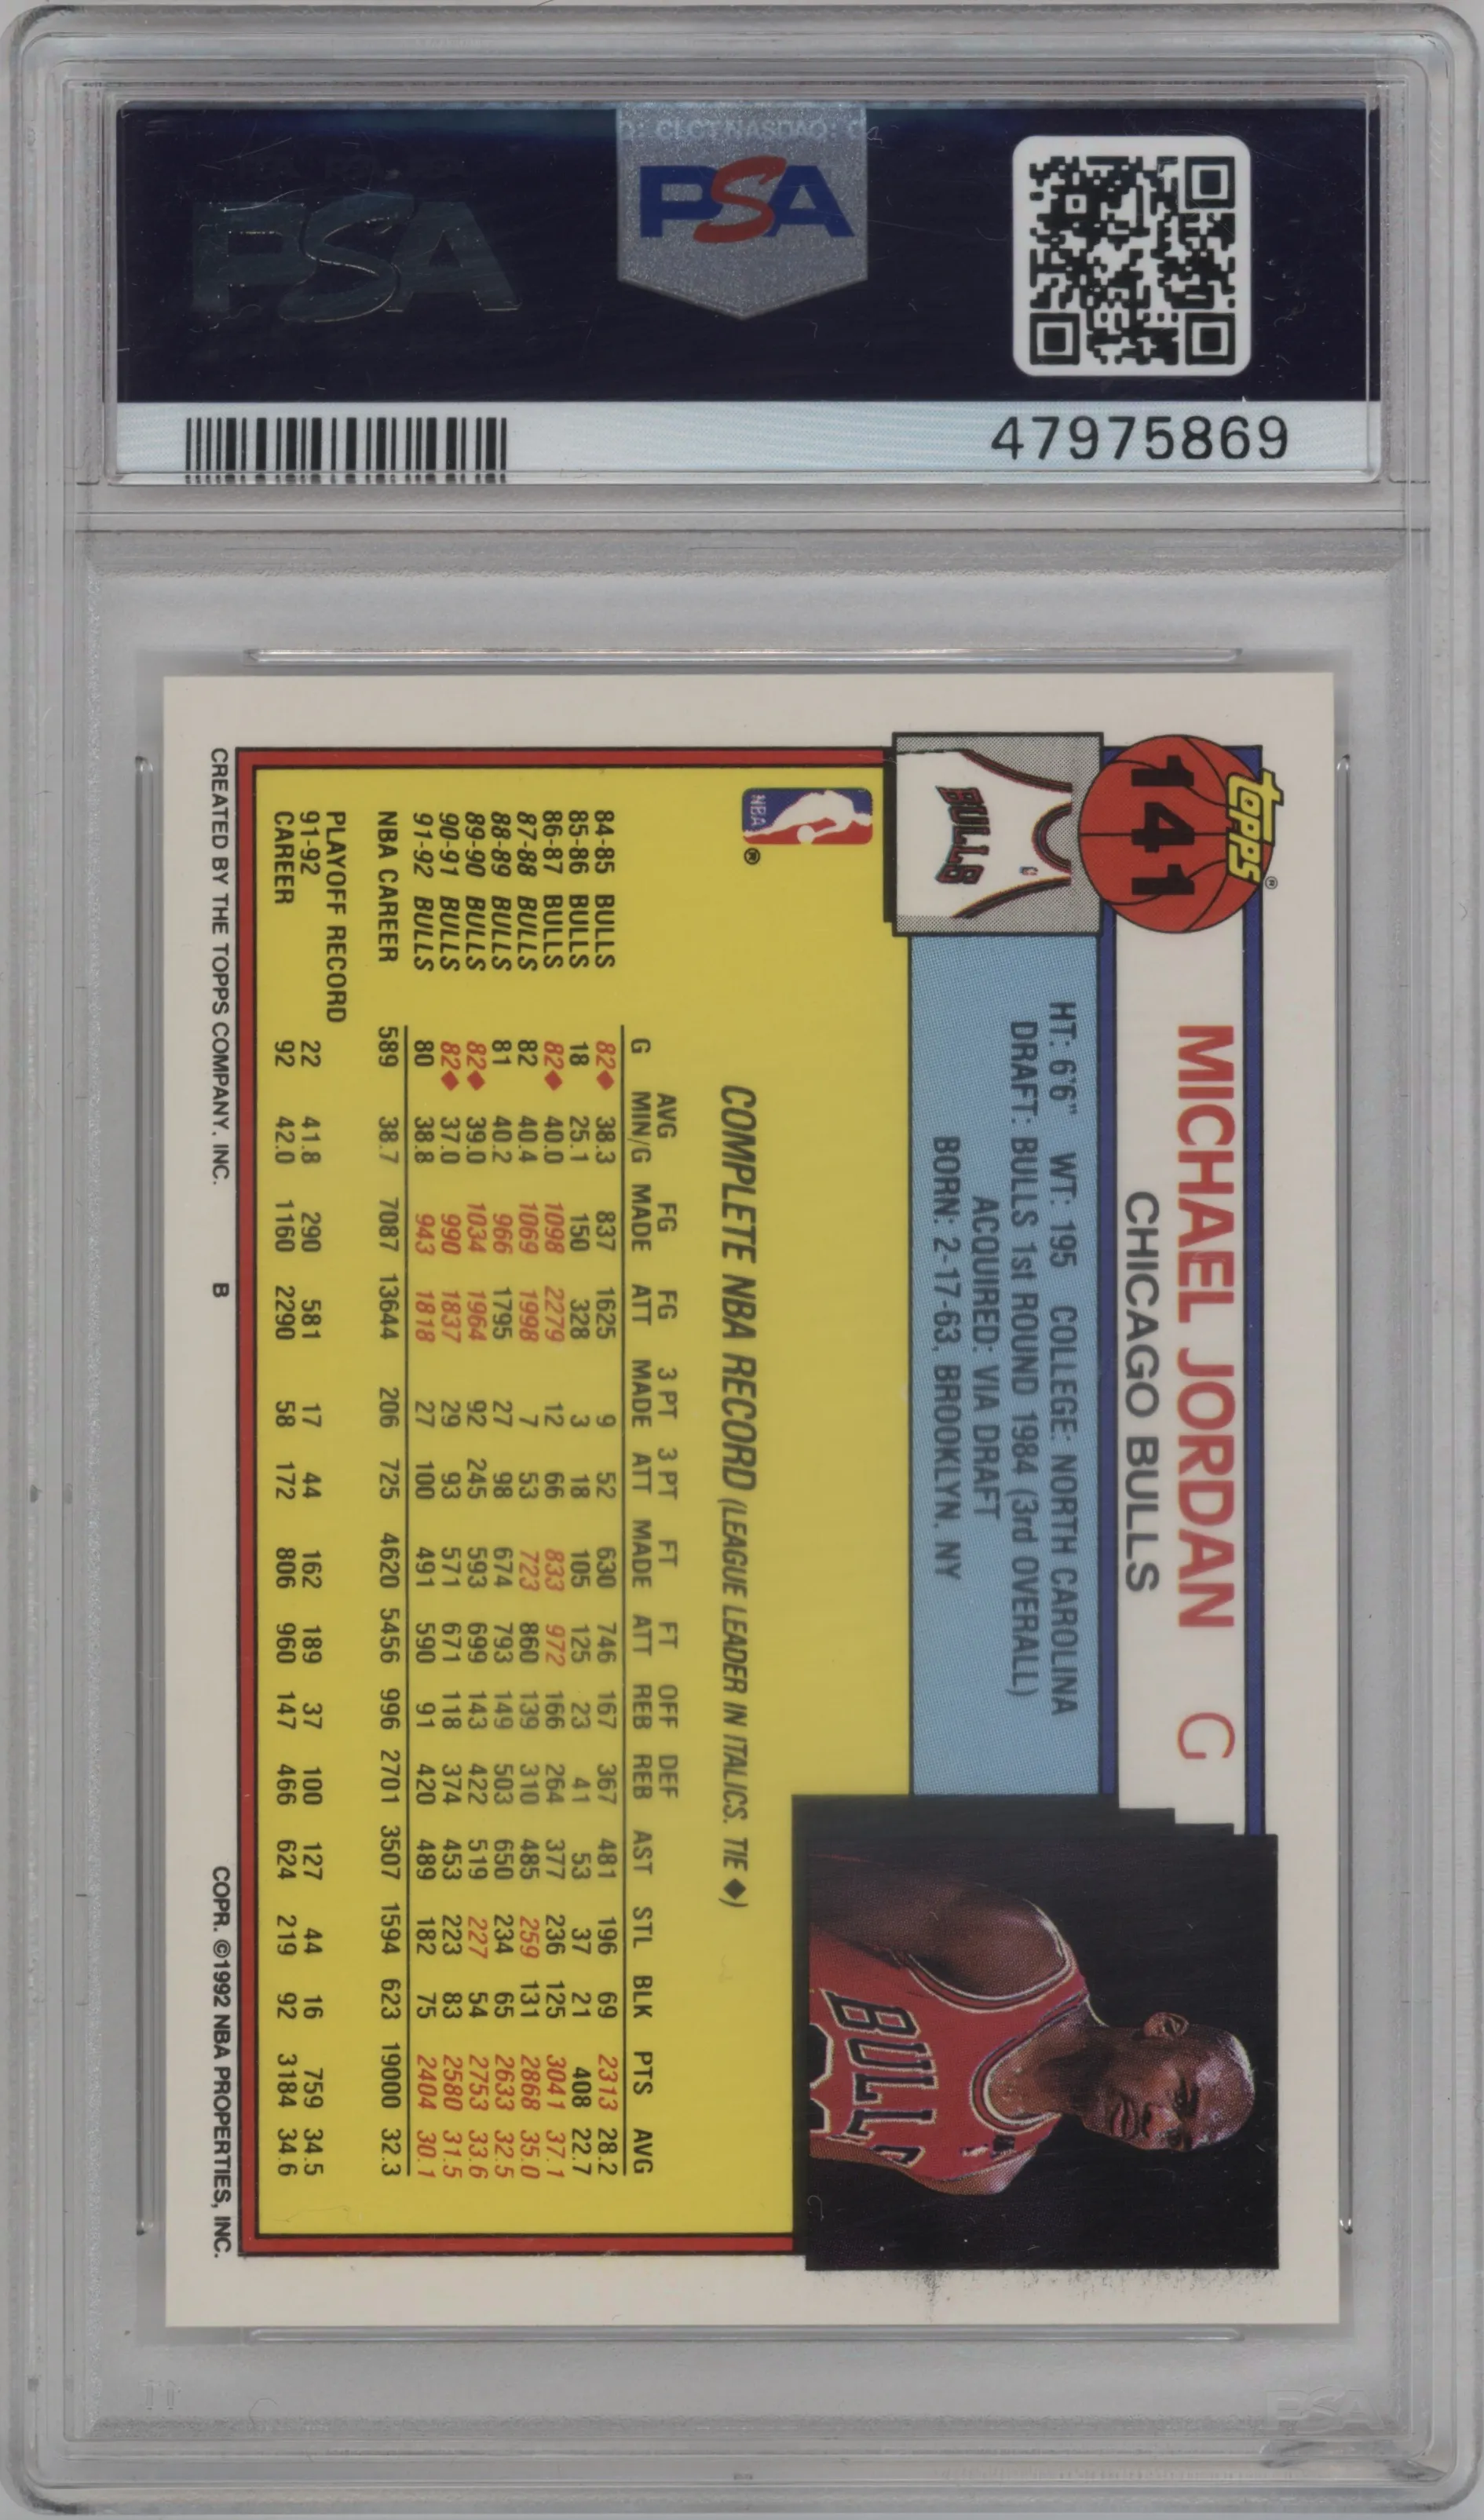 : CLCT NASDAQ: C
PSA
PSA
47975869
topps®
141
MICHAEL JORDAN G
CHICAGO BULLS
BULLS
HT: 6'6" WT: 195 COLLEGE: NORTH CAROLINA
DRAFT: BULLS 1st ROUND 1984 (3rd OVERALL)
ACQUIRED: VIA DRAFT
BORN: 2-17-63, BROOKLYN, NY
BULL
NBA ®
COMPLETE NBA RECORD (LEAGUE LEADER IN ITALICS. TIE ◆)
AVG FG FG 3 PT 3 PT FT FT OFF DEF
G MIN/G MADE ATT MADE ATT MADE ATT REB REB AST STL BLK PTS AVG
84-85 BULLS 82◆ 38.3 837 1625 9 52 630 746 167 367 481 196 69 2313 28.2
85-86 BULLS 18 25.1 150 328 3 18 105 125 23 41 53 37 21 408 22.7
86-87 BULLS 82◆ 40.0 1098 2279 12 66 833 972 166 264 377 236 125 3041 37.1
87-88 BULLS 82 40.4 1069 1998 7 53 723 860 139 310 485 259 131 2868 35.0
88-89 BULLS 81 40.2 966 1795 27 98 674 793 149 503 650 234 65 2633 32.5
89-90 BULLS 82◆ 39.0 1034 1964 92 245 593 699 143 422 519 227 54 2753 33.6
90-91 BULLS 82◆ 37.0 990 1837 29 93 571 671 118 374 453 223 83 2580 31.5
91-92 BULLS 80 38.8 943 1818 27 100 491 590 91 420 489 182 75 2404 30.1
NBA CAREER 589 38.7 7087 13644 206 725 4620 5456 996 2701 3507 1594 623 19000 32.3
PLAYOFF RECORD
91-92 22 41.8 290 581 17 44 162 189 37 100 127 44 16 759 34.5
CAREER 92 42.0 1160 2290 58 172 806 960 147 466 624 219 92 3184 34.6
CREATED BY THE TOPPS COMPANY, INC. B COPR. ©1992 NBA PROPERTIES, INC.
PSA